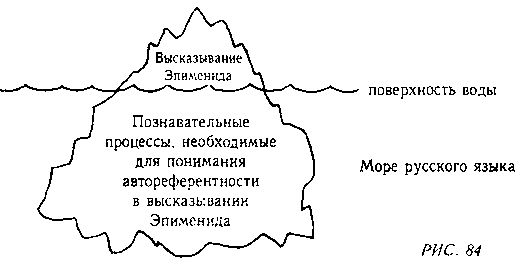 Высказывание
Эпименида
поверхность воды
Познавательные
процессы, необходимые
для понимания
автореферентности
в высказывании
Эпименида
Море русского языка
РИС. 84